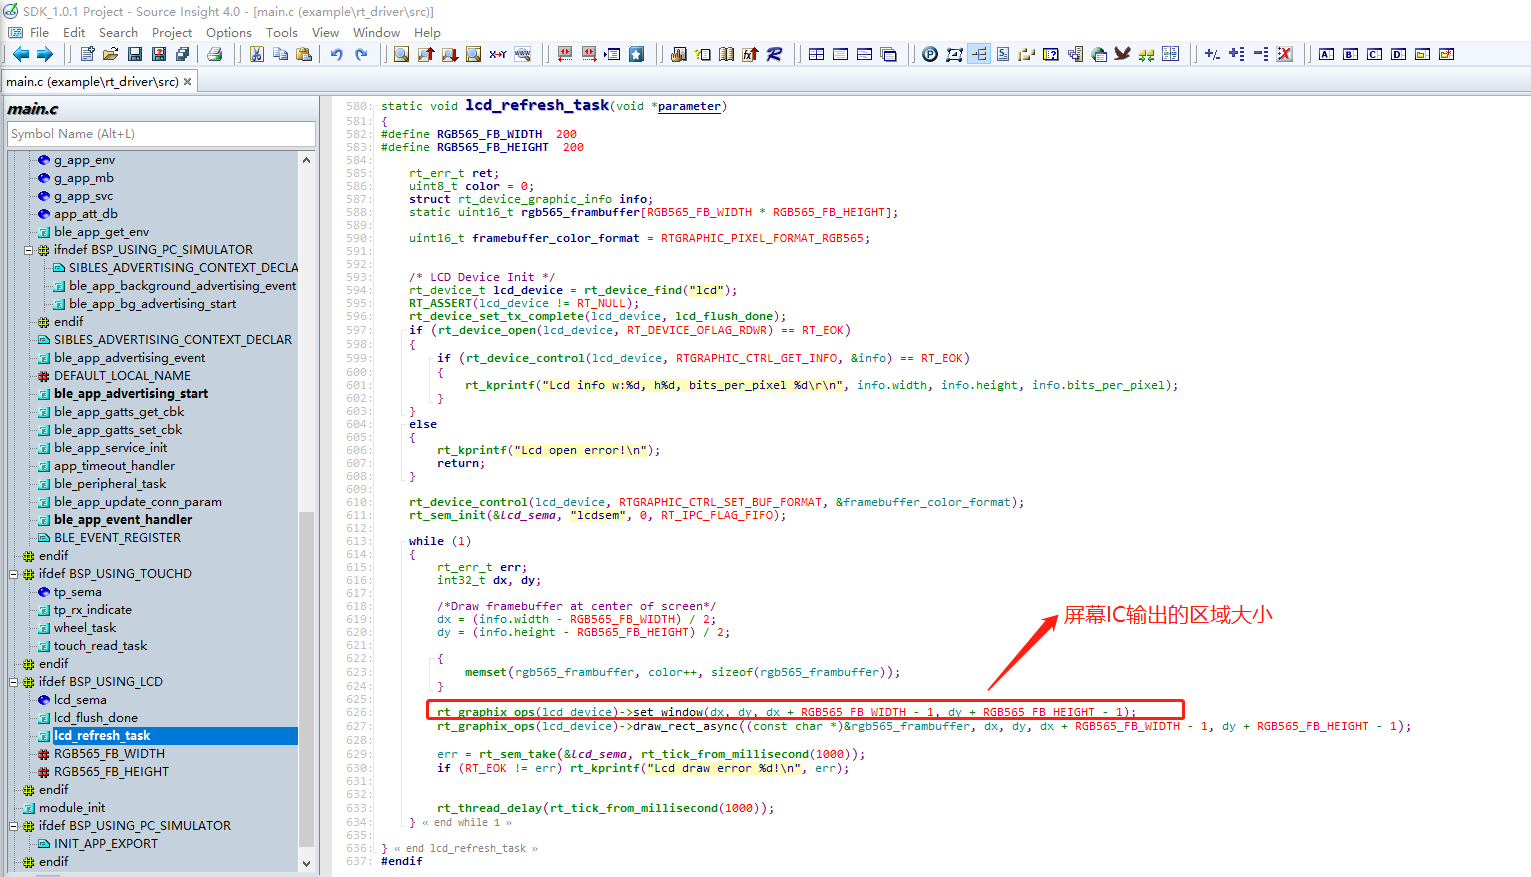 SDK_1.0.1 Project - Source Insight 4.0 - [main.c (example\rt_driver\src)]
File Edit Search Project Options Tools View Window Help
main.c (example\rt_driver\src)
main.c
Symbol Name (Alt+L)
g_app_env
g_app_mb
g_app_svc
app_att_db
ble_app_get_env
ifndef BSP_USING_PC_SIMULATOR
SIBLES_ADVERTISING_CONTEXT_DECLA
ble_app_background_advertising_event
ble_app_bg_advertising_start
endif
SIBLES_ADVERTISING_CONTEXT_DECLAR
ble_app_advertising_event
DEFAULT_LOCAL_NAME
ble_app_advertising_start
ble_app_gatts_get_cbk
ble_app_gatts_set_cbk
ble_app_service_init
app_timeout_handler
ble_peripheral_task
ble_app_update_conn_param
ble_app_event_handler
BLE_EVENT_REGISTER
endif
ifdef BSP_USING_TOUCHD
tp_sema
tp_rx_indicate
wheel_task
touch_read_task
endif
ifdef BSP_USING_LCD
lcd_sema
lcd_flush_done
lcd_refresh_task
RGB565_FB_WIDTH
RGB565_FB_HEIGHT
endif
module_init
ifdef BSP_USING_PC_SIMULATOR
INIT_APP_EXPORT
endif
580: static void lcd_refresh_task(void *parameter)
581: {
582: #define RGB565_FB_WIDTH  200
583: #define RGB565_FB_HEIGHT  200
584:
585:     rt_err_t ret;
586:     uint8_t color = 0;
587:     struct rt_device_graphic_info info;
588:     static uint16_t rgb565_frambuffer[RGB565_FB_WIDTH * RGB565_FB_HEIGHT];
589:
590:     uint16_t framebuffer_color_format = RTGRAPHIC_PIXEL_FORMAT_RGB565;
591:
592:
593:     /* LCD Device Init */
594:     rt_device_t lcd_device = rt_device_find("lcd");
595:     RT_ASSERT(lcd_device != RT_NULL);
596:     rt_device_set_tx_complete(lcd_device, lcd_flush_done);
597:     if (rt_device_open(lcd_device, RT_DEVICE_OFLAG_RDWR) == RT_EOK)
598:     {
599:         if (rt_device_control(lcd_device, RTGRAPHIC_CTRL_GET_INFO, &info) == RT_EOK)
600:         {
601:             rt_kprintf("Lcd info w:%d, h%d, bits_per_pixel %d\r\n", info.width, info.height, info.bits_per_pixel);
602:         }
603:     }
604:     else
605:     {
606:         rt_kprintf("Lcd open error!\n");
607:         return;
608:     }
609:
610:     rt_device_control(lcd_device, RTGRAPHIC_CTRL_SET_BUF_FORMAT, &framebuffer_color_format);
611:     rt_sem_init(&lcd_sema, "lcdsem", 0, RT_IPC_FLAG_FIFO);
612:
613:     while (1)
614:     {
615:         rt_err_t err;
616:         int32_t dx, dy;
617:
618:         /*Draw framebuffer at center of screen*/
619:         dx = (info.width - RGB565_FB_WIDTH) / 2;
620:         dy = (info.height - RGB565_FB_HEIGHT) / 2;
621:
622:         {
623:             memset(rgb565_frambuffer, color++, sizeof(rgb565_frambuffer));
624:         }
625:
屏幕IC输出的区域大小
626:         rt_graphix_ops(lcd_device)->set_window(dx, dy, dx + RGB565_FB_WIDTH - 1, dy + RGB565_FB_HEIGHT - 1);
627:         rt_graphix_ops(lcd_device)->draw_rect_async((const char *)&rgb565_frambuffer, dx, dy, dx + RGB565_FB_WIDTH - 1, dy + RGB565_FB_HEIGHT - 1);
628:
629:         err = rt_sem_take(&lcd_sema, rt_tick_from_millisecond(1000));
630:         if (RT_EOK != err) rt_kprintf("Lcd draw error %d!\n", err);
631:
632:
633:         rt_thread_delay(rt_tick_from_millisecond(1000));
634:     } « end while 1 »
635:
636: } « end lcd_refresh_task »
637: #endif